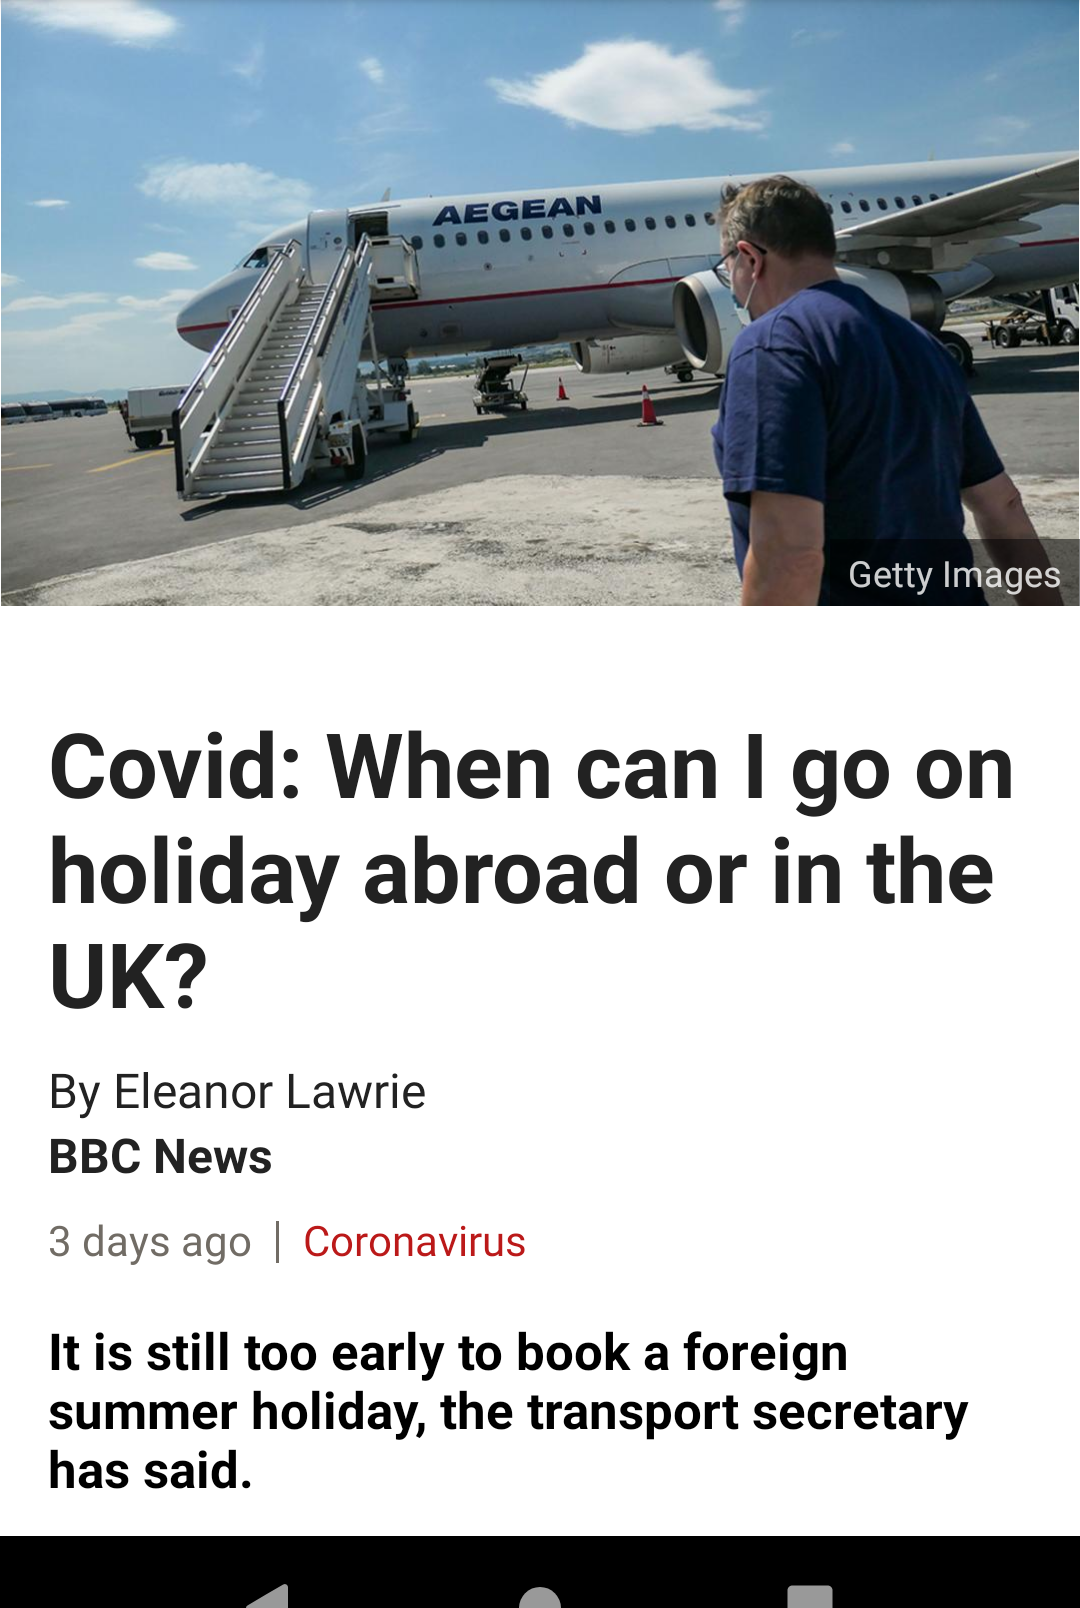 AEGEAN
Getty Images
Covid: When can I go on
holiday abroad or in the
UK?
By Eleanor Lawrie
BBC News
3 days ago | Coronavirus
It is still too early to book a foreign
summer holiday, the transport secretary
has said.